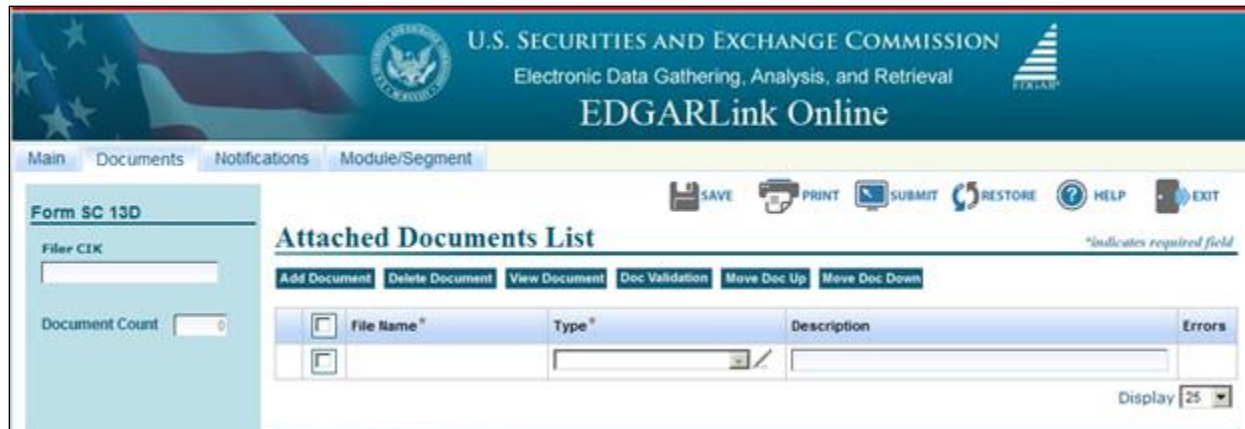 U.S. SECURITIES AND EXCHANGE COMMISSION
Electronic Data Gathering, Analysis, and Retrieval
EDGAR
EDGARLink Online
Main Documents Notifications Module/Segment
SAVE PRINT SUBMIT RESTORE HELP EXIT
Form SC 13D
Attached Documents List
*indicates required field
Filer CIK
Add Document Delete Document View Document Doc Validation Move Doc Up Move Doc Down
Document Count 0
File Name* Type* Description Errors
Display 25